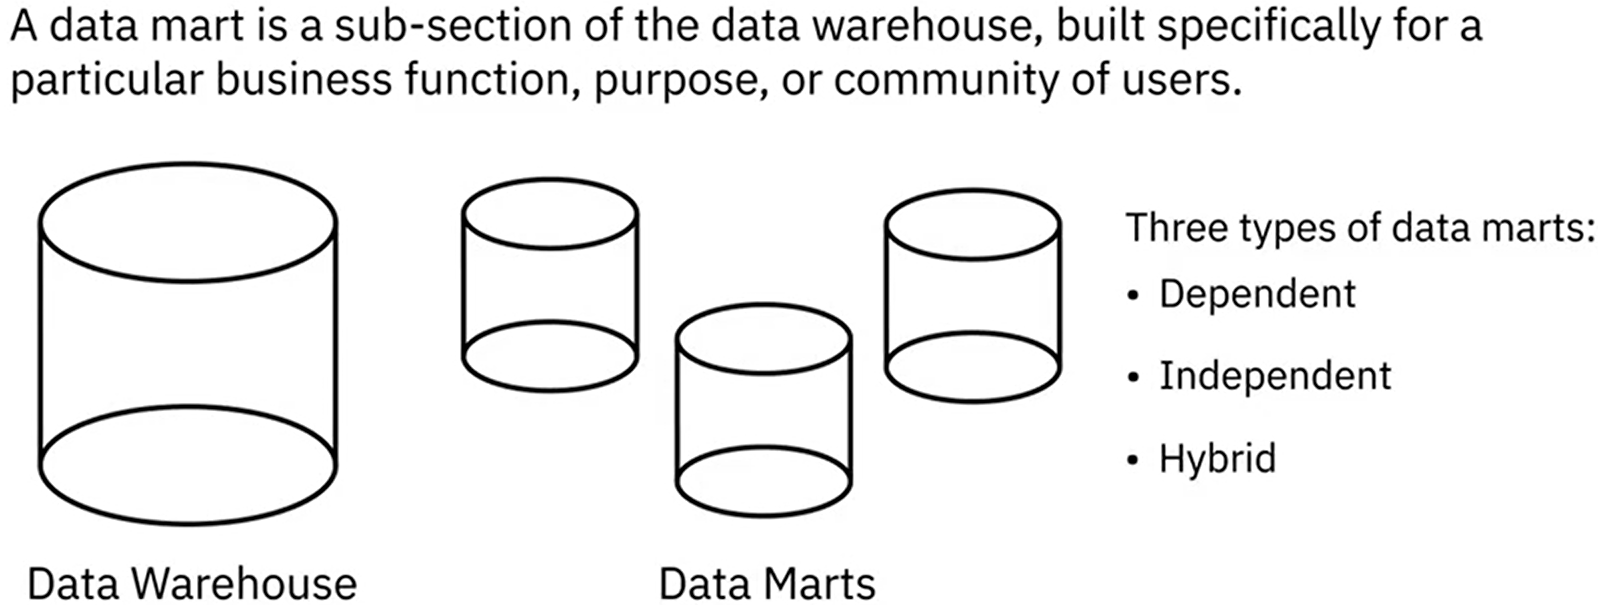 A data mart is a sub-section of the data warehouse, built specifically for a
particular business function, purpose, or community of users.
Three types of data marts:
• Dependent
• Independent
• Hybrid
Data Warehouse
Data Marts